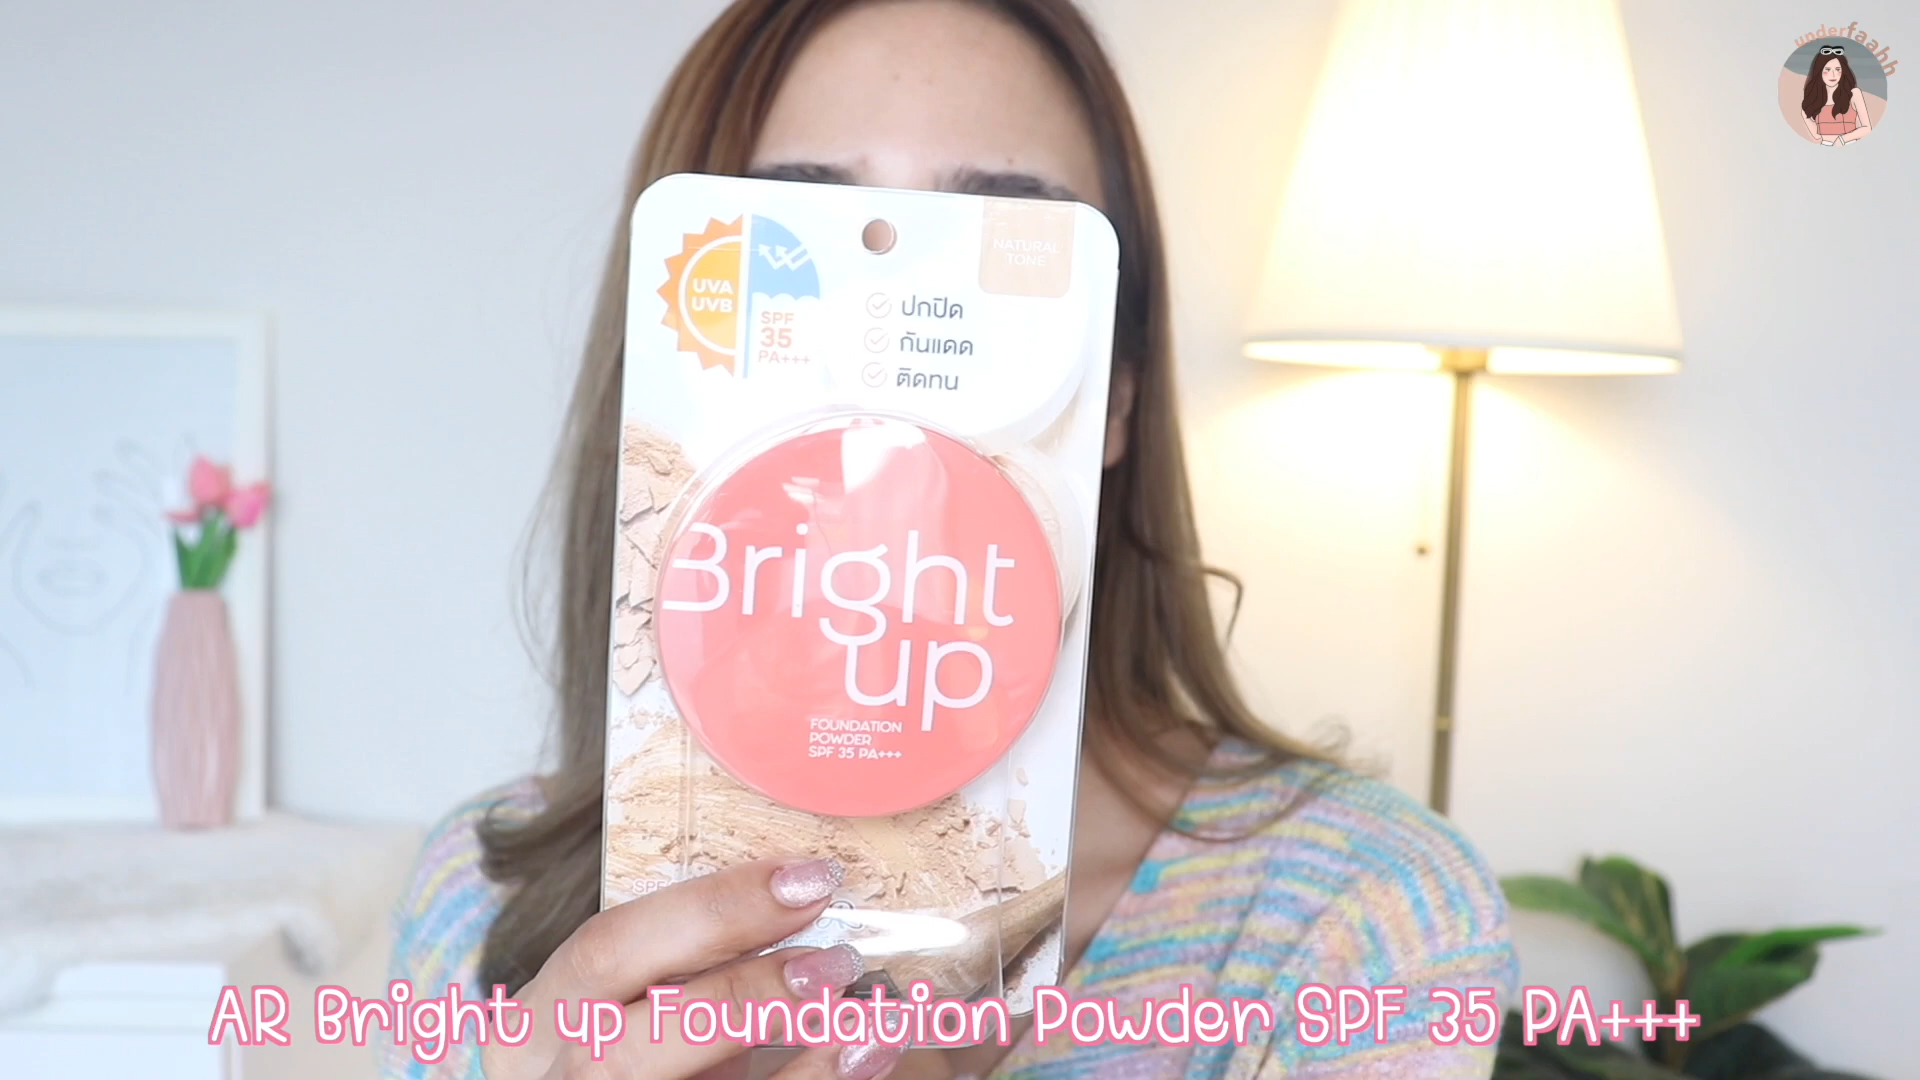 underfaahh
UVA
UVB
SPF
35
PA+++
NATURAL
TONE
ปกปิด
กันแดด
ติดทน
Bright
up
FOUNDATION
POWDER
SPF 35 PA+++
AR Bright up Foundation Powder SPF 35 PA+++